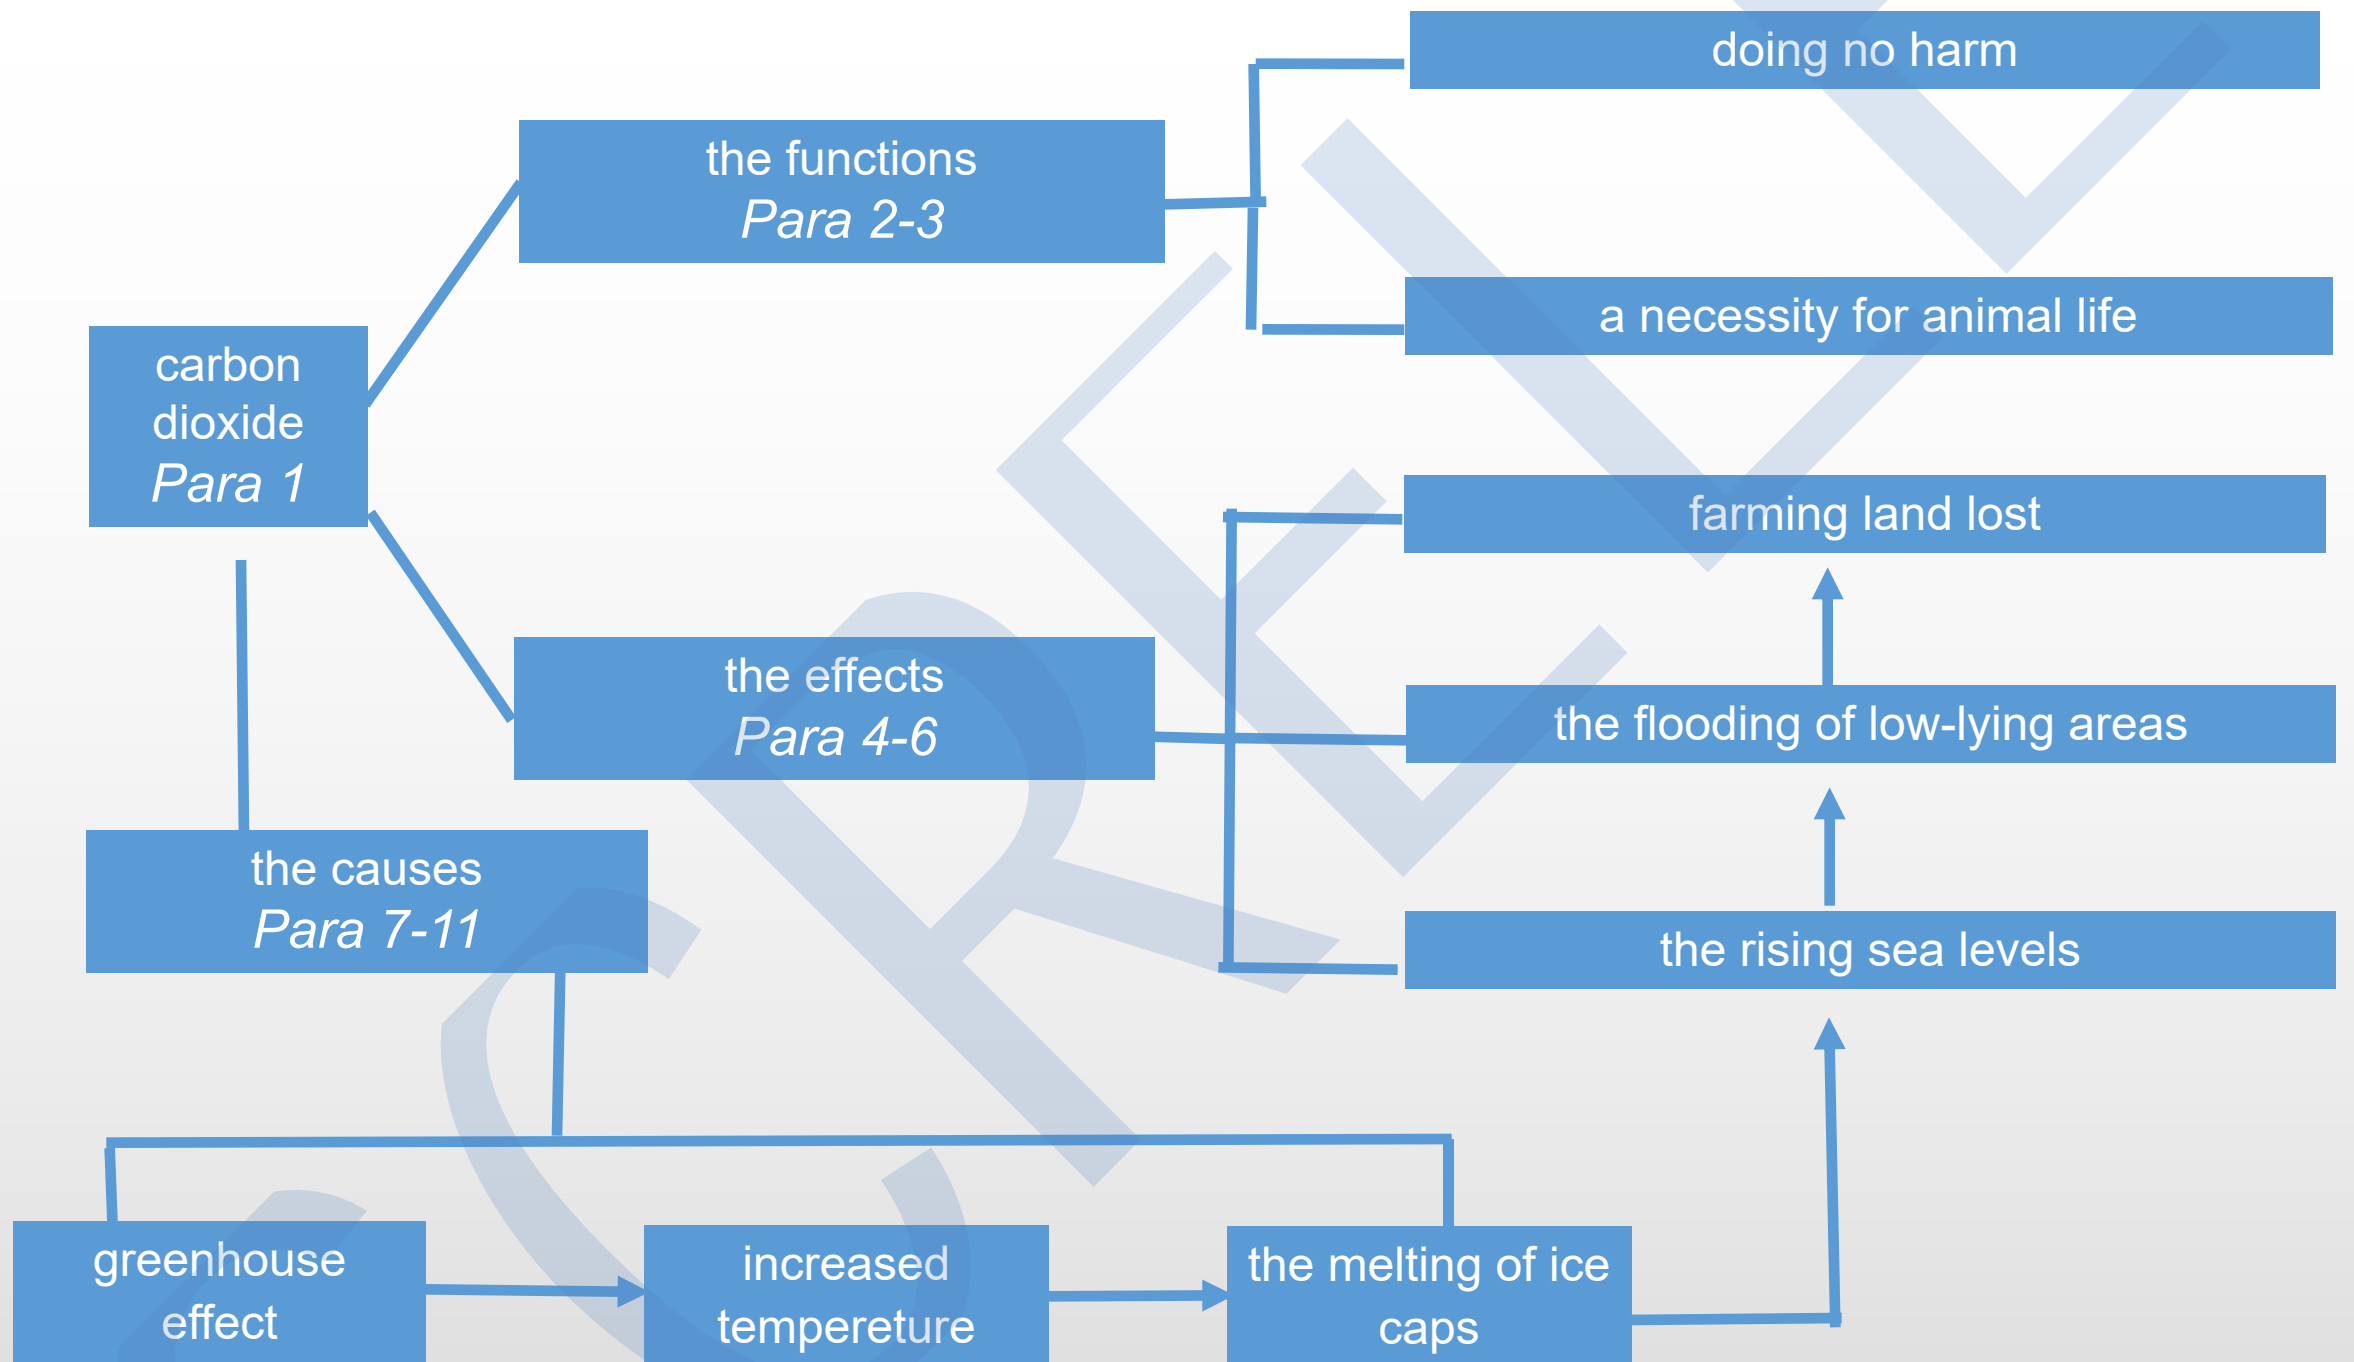 doing no harm
the functions
Para 2-3
a necessity for animal life
carbon
dioxide
Para 1
farming land lost
the effects
Para 4-6
the flooding of low-lying areas
the causes
Para 7-11
the rising sea levels
greenhouse
effect
increased
tempereture
the melting of ice
caps